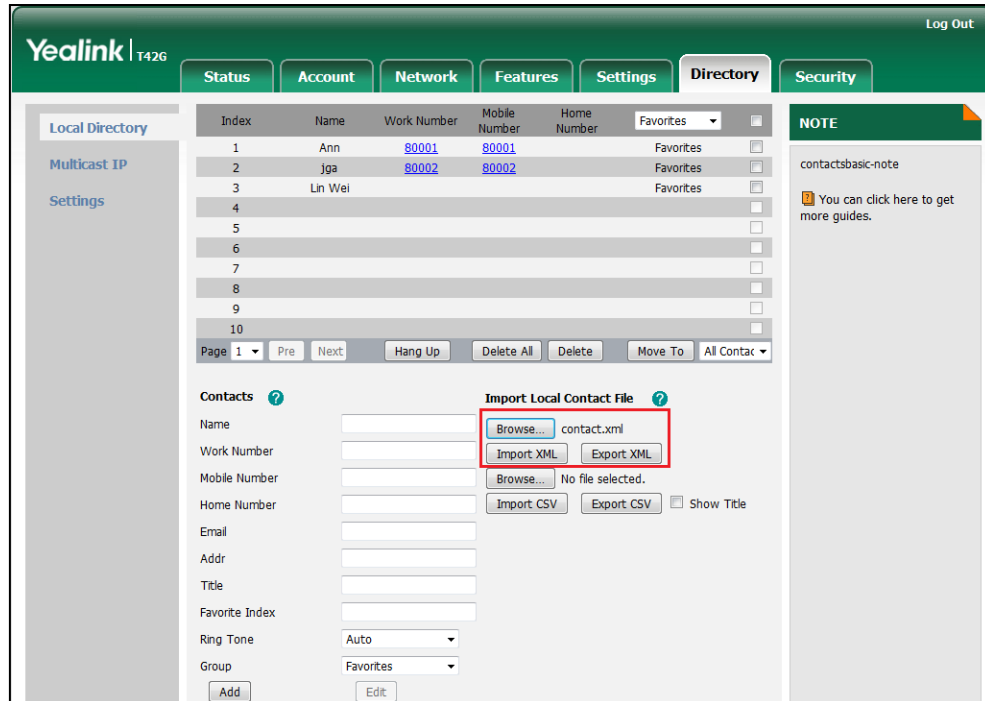 Log Out
Yealink T42G
Status Account Network Features Settings Directory Security
Local Directory
Multicast IP
Settings
Index Name Work Number Mobile Number Home Number Favorites
1 Ann 80001 80001 Favorites
2 jga 80002 80002 Favorites
3 Lin Wei Favorites
4
5
6
7
8
9
10
Page 1 Pre Next Hang Up Delete All Delete Move To All Contac
Contacts ?
Name
Work Number
Mobile Number
Home Number
Email
Addr
Title
Favorite Index
Ring Tone Auto
Group Favorites
Add Edit
Import Local Contact File ?
Browse... contact.xml
Import XML Export XML
Browse... No file selected.
Import CSV Export CSV Show Title
NOTE
contactsbasic-note
? You can click here to get
more guides.